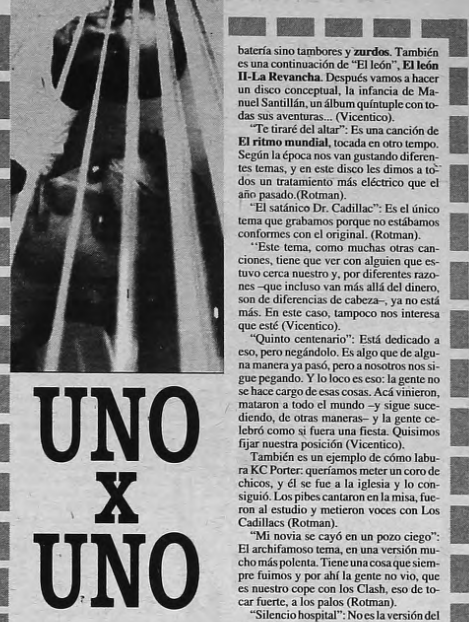 UNO
X
UNO
batería sino tambores y zurdos. También
es una continuación de "El león", El león
II-La Revancha. Después vamos a hacer
un disco conceptual, la infancia de Ma-
nuel Santillán, un álbum quíntuple con to-
das sus aventuras... (Vicentico).
"Te tiraré del altar": Es una canción de
El ritmo mundial, tocada en otro tempo.
Según la época nos van gustando diferen-
tes temas, y en este disco les dimos a to-
dos un tratamiento más eléctrico que el
año pasado.(Rotman).
"El satánico Dr. Cadillac": Es el único
tema que grabamos porque no estábamos
conformes con el original. (Rotman).
"Este tema, como muchas otras can-
ciones, tiene que ver con alguien que es-
tuvo cerca nuestro y, por diferentes razo-
nes –que incluso van más allá del dinero,
son de diferencias de cabeza–, ya no está
más. En este caso, tampoco nos interesa
que esté (Vicentico).
"Quinto centenario": Está dedicado a
eso, pero negándolo. Es algo que de algu-
na manera ya pasó, pero a nosotros nos si-
gue pegando. Y lo loco es eso: la gente no
se hace cargo de esas cosas. Acá vinieron,
mataron a todo el mundo –y sigue suce-
diendo, de otras maneras– y la gente ce-
lebró como si fuera una fiesta. Quisimos
fijar nuestra posición (Vicentico).
También es un ejemplo de cómo labu-
ra KC Porter: queríamos meter un coro de
chicos, y él se fue a la iglesia y lo con-
siguió. Los pibes cantaron en la misa, fue-
ron al estudio y metieron voces con Los
Cadillacs (Rotman).
"Mi novia se cayó en un pozo ciego":
El archifamoso tema, en una versión mu-
cho más polenta. Tiene una cosa que siem-
pre fuimos y por ahí la gente no vio, que
es nuestro cope con los Clash, eso de to-
car fuerte, a los palos (Rotman).
"Silencio hospital": No es la versión del